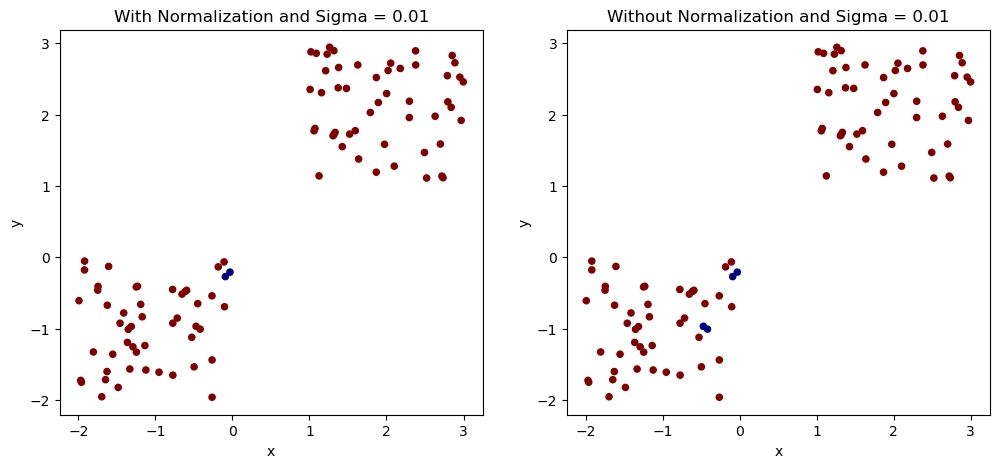 With Normalization and Sigma = 0.01
3
2
1
0
−1
−2
y
−2 −1 0 1 2 3
x
Without Normalization and Sigma = 0.01
3
2
1
0
−1
−2
y
−2 −1 0 1 2 3
x